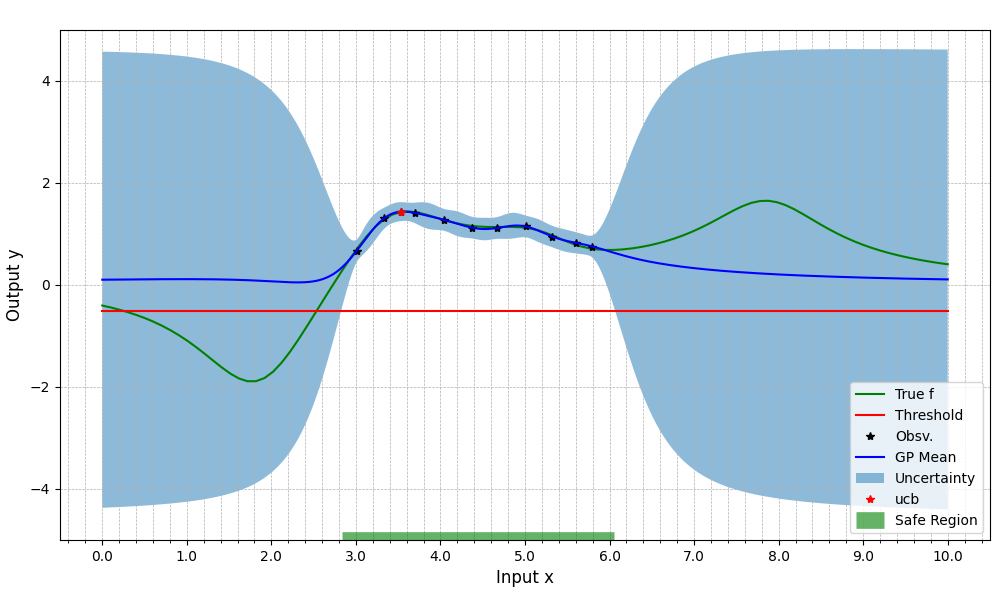 4
2
0
−2
−4
Output y
0.0 1.0 2.0 3.0 4.0 5.0 6.0 7.0 8.0 9.0 10.0
Input x
True f
Threshold
Obsv.
GP Mean
Uncertainty
ucb
Safe Region